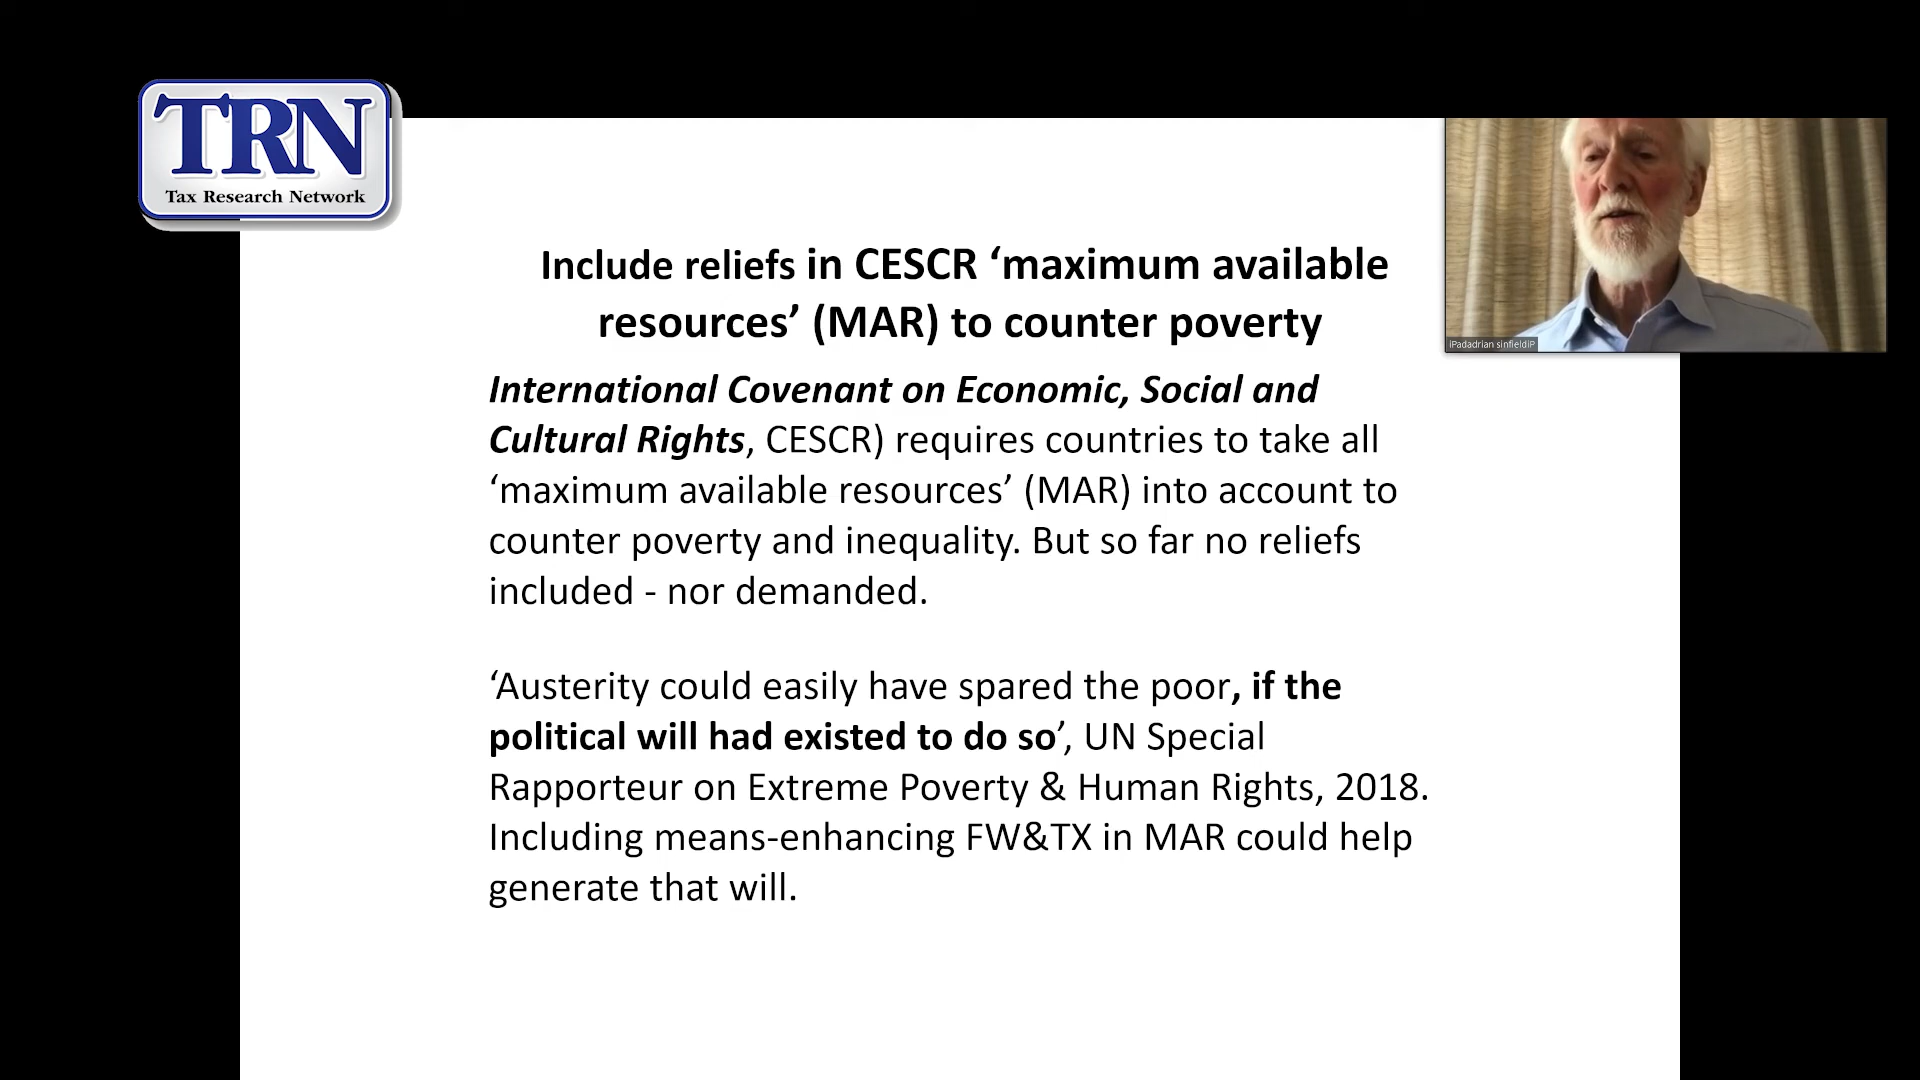 TRN
Tax Research Network
iPadadrian sinfieldiP
Include reliefs in CESCR ‘maximum available
resources’ (MAR) to counter poverty
International Covenant on Economic, Social and
Cultural Rights, CESCR) requires countries to take all
‘maximum available resources’ (MAR) into account to
counter poverty and inequality. But so far no reliefs
included - nor demanded.
‘Austerity could easily have spared the poor, if the
political will had existed to do so’, UN Special
Rapporteur on Extreme Poverty & Human Rights, 2018.
Including means-enhancing FW&TX in MAR could help
generate that will.